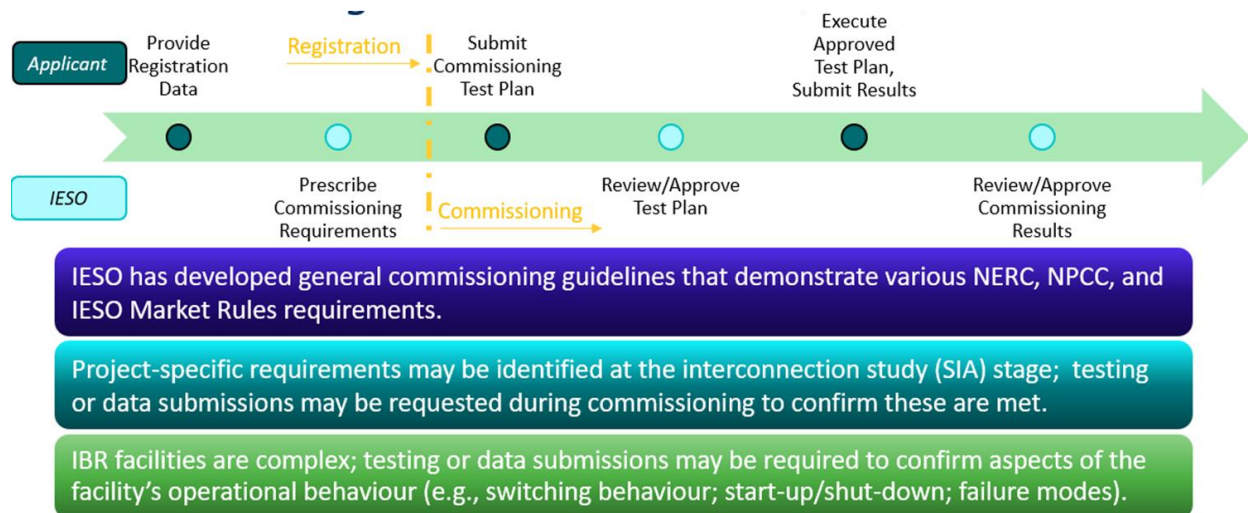 Applicant
Provide
Registration
Data
Registration
Submit
Commissioning
Test Plan
Execute
Approved
Test Plan,
Submit Results
IESO
Prescribe
Commissioning
Requirements
Commissioning
Review/Approve
Test Plan
Review/Approve
Commissioning
Results
IESO has developed general commissioning guidelines that demonstrate various NERC, NPCC, and
IESO Market Rules requirements.
Project-specific requirements may be identified at the interconnection study (SIA) stage; testing
or data submissions may be requested during commissioning to confirm these are met.
IBR facilities are complex; testing or data submissions may be required to confirm aspects of the
facility's operational behaviour (e.g., switching behaviour; start-up/shut-down; failure modes).